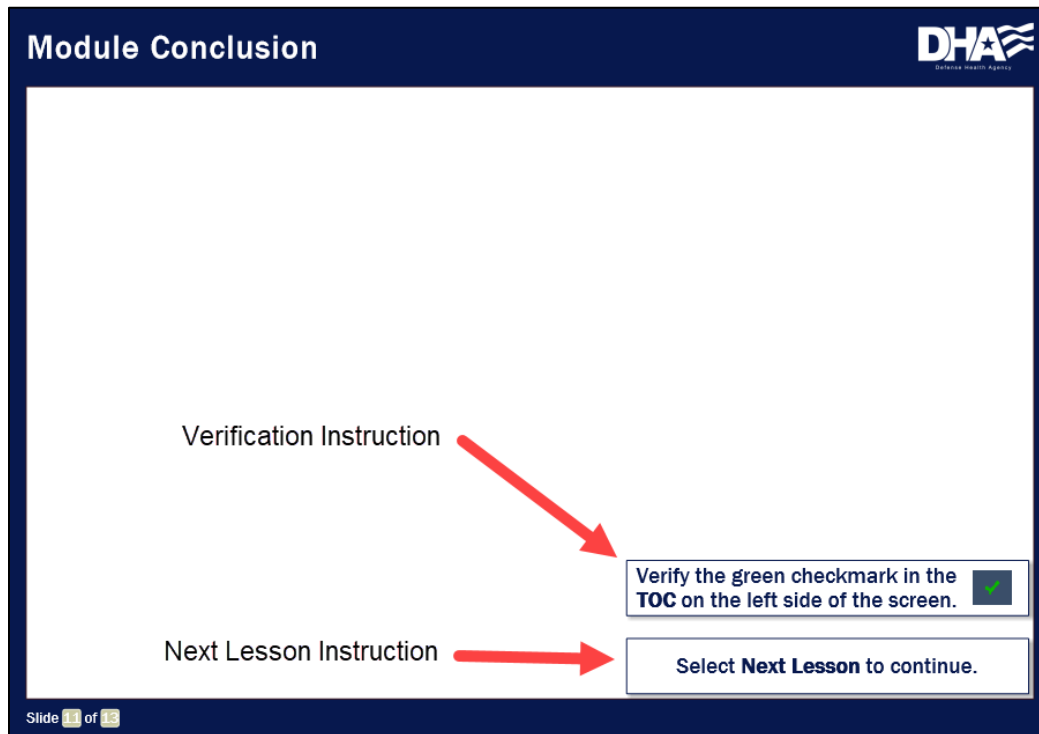 Module Conclusion
DHA
Defense Health Agency
Verification Instruction
Verify the green checkmark in the
TOC on the left side of the screen.
Next Lesson Instruction
Select Next Lesson to continue.
Slide 11 of 13